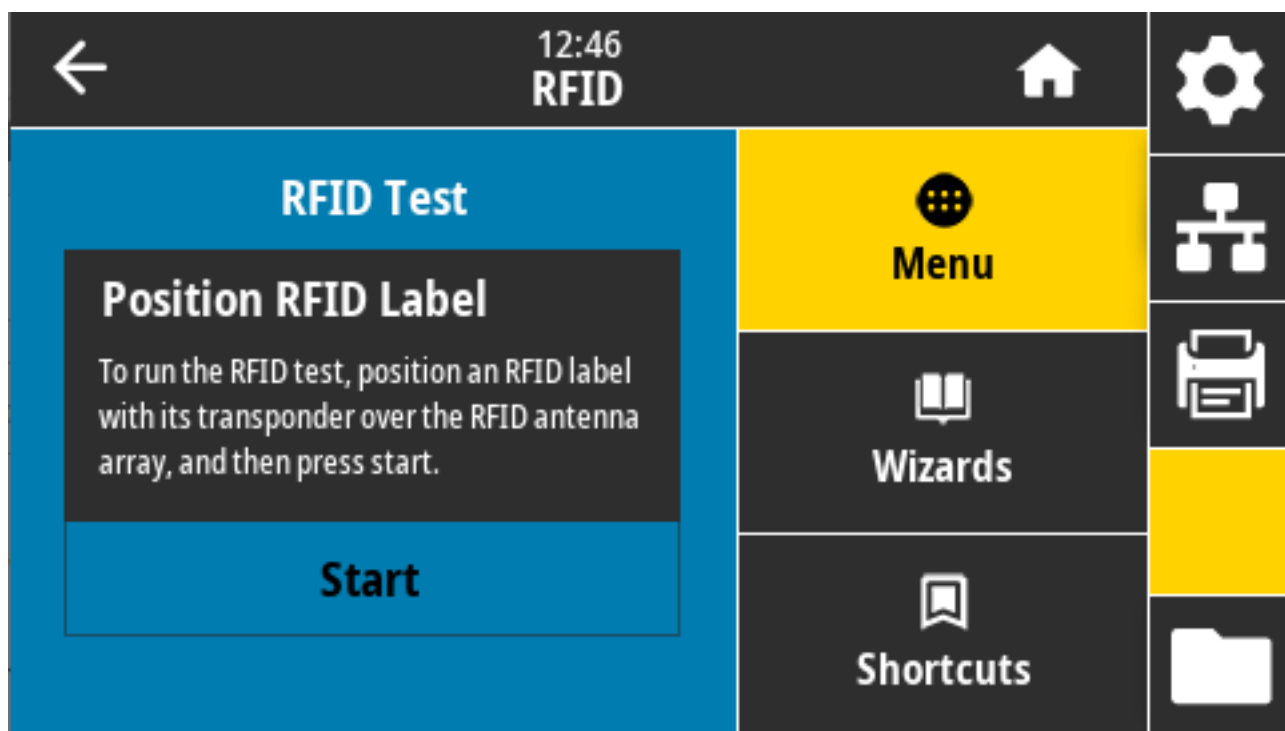 12:46
RFID
RFID Test
Position RFID Label
To run the RFID test, position an RFID label
with its transponder over the RFID antenna
array, and then press start.
Start
Menu
Wizards
Shortcuts